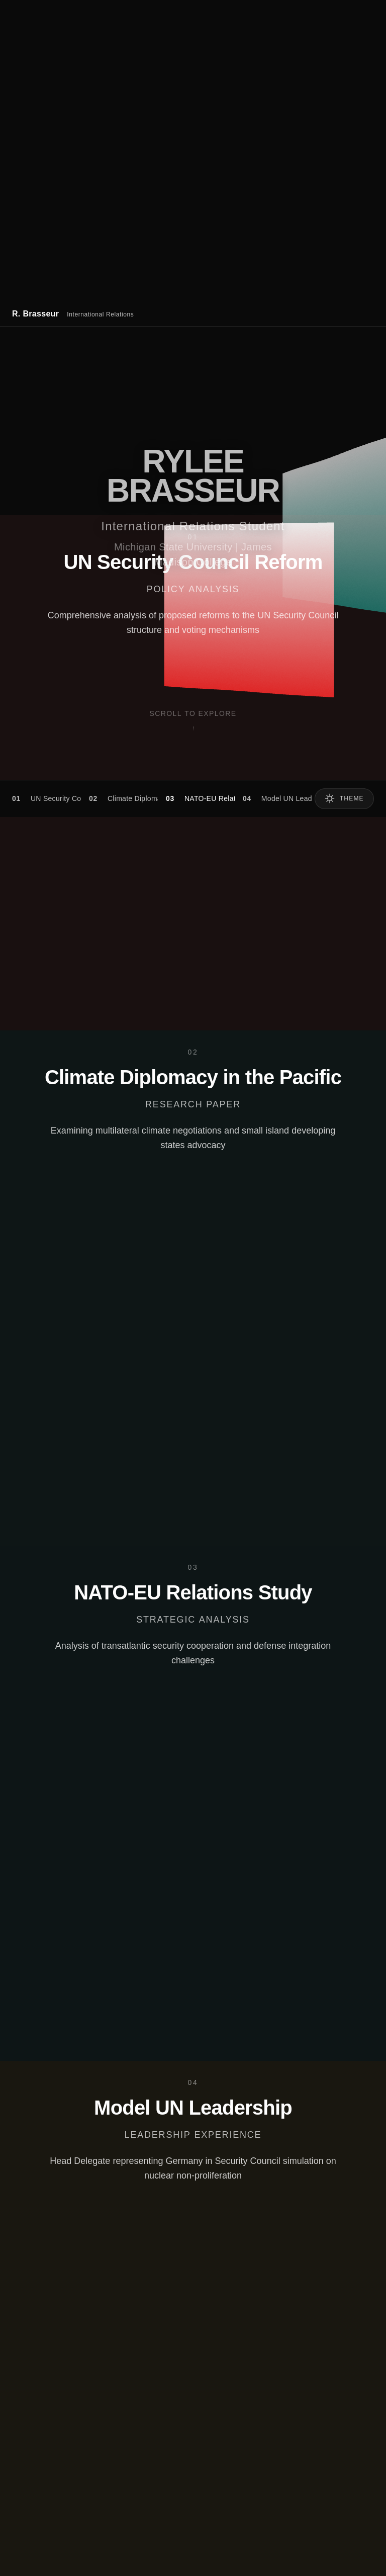 R. Brasseur International Relations
RYLEE
BRASSEUR
International Relations Student
01
Michigan State University | James
UN Security Council Reform
POLICY ANALYSIS
Comprehensive analysis of proposed reforms to the UN Security Council
structure and voting mechanisms
SCROLL TO EXPLORE
01 UN Security Co 02 Climate Diplom 03 NATO-EU Relat 04 Model UN Lead THEME
02
Climate Diplomacy in the Pacific
RESEARCH PAPER
Examining multilateral climate negotiations and small island developing
states advocacy
03
NATO-EU Relations Study
STRATEGIC ANALYSIS
Analysis of transatlantic security cooperation and defense integration
challenges
04
Model UN Leadership
LEADERSHIP EXPERIENCE
Head Delegate representing Germany in Security Council simulation on
nuclear non-proliferation